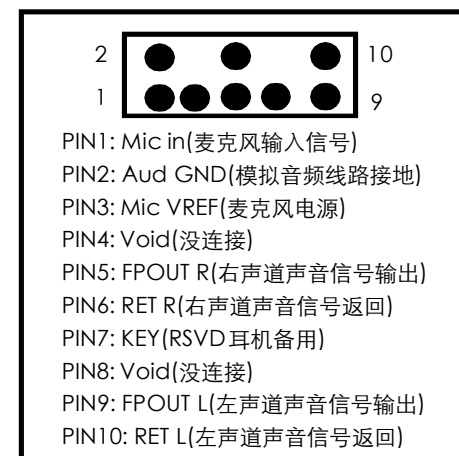 2 10
1 9
PIN1: Mic in(麦克风输入信号)
PIN2: Aud GND(模拟音频线路接地)
PIN3: Mic VREF(麦克风电源)
PIN4: Void(没连接)
PIN5: FPOUT R(右声道声音信号输出)
PIN6: RET R(右声道声音信号返回)
PIN7: KEY(RSVD耳机备用)
PIN8: Void(没连接)
PIN9: FPOUT L(左声道声音信号输出)
PIN10: RET L(左声道声音信号返回)